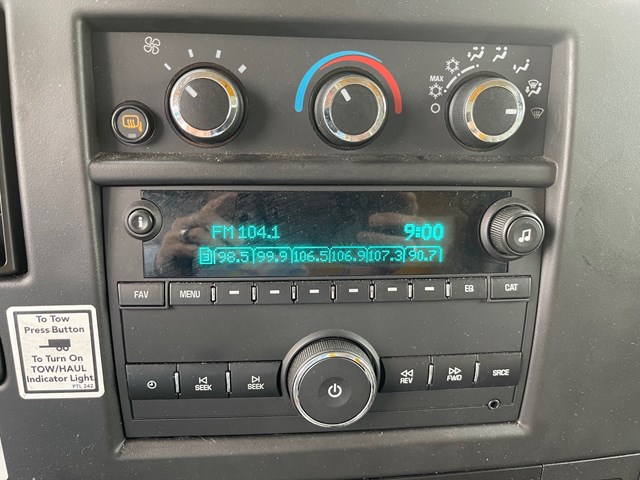 MAX
FM 104.1 9:00
98.5 99.9 106.5 106.9 107.3 90.7
FAV MENU EQ CAT
To Tow
Press Button
To Turn On
TOW/HAUL
Indicator Light
PTL 242
SEEK SEEK REV FWD SRCE